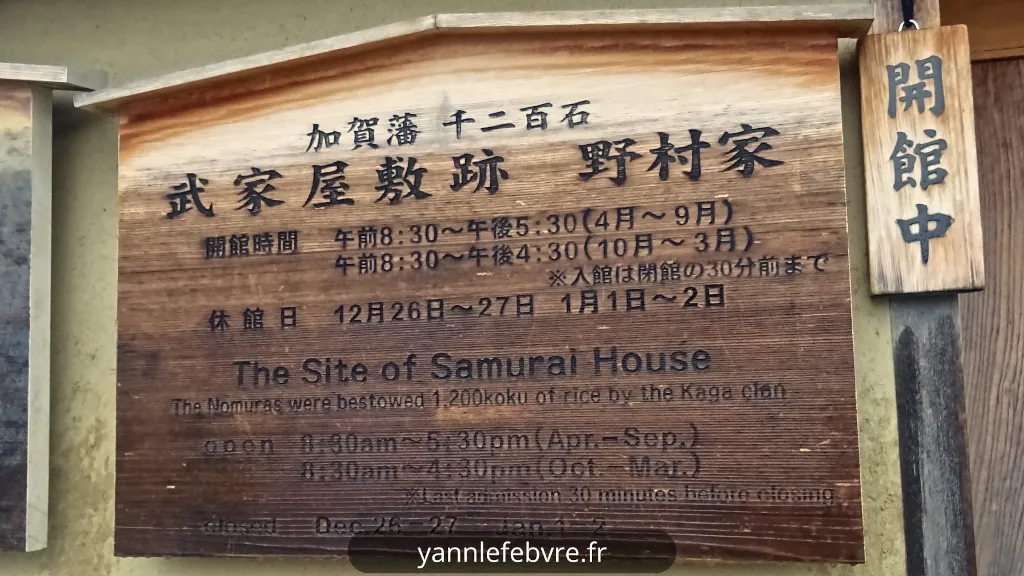 加賀藩 千二百石
武家屋敷跡 野村家
開館時間 午前8:30〜午後5:30(4月〜9月)
午前8:30〜午後4:30(10月〜3月)
※入館は閉館の30分前まで
休館日 12月26日〜27日 1月1日〜2日
The Site of Samurai House
The Nomuras were bestowed 1,200koku of rice by the Kaga clan
open 8:30am〜5:30pm(Apr.–Sep.)
8:30am〜4:30pm(Oct.–Mar.)
※Last admission 30 minutes before closing
closed Dec.26–27 Jan.1–2
開館中
yannlefebvre.fr